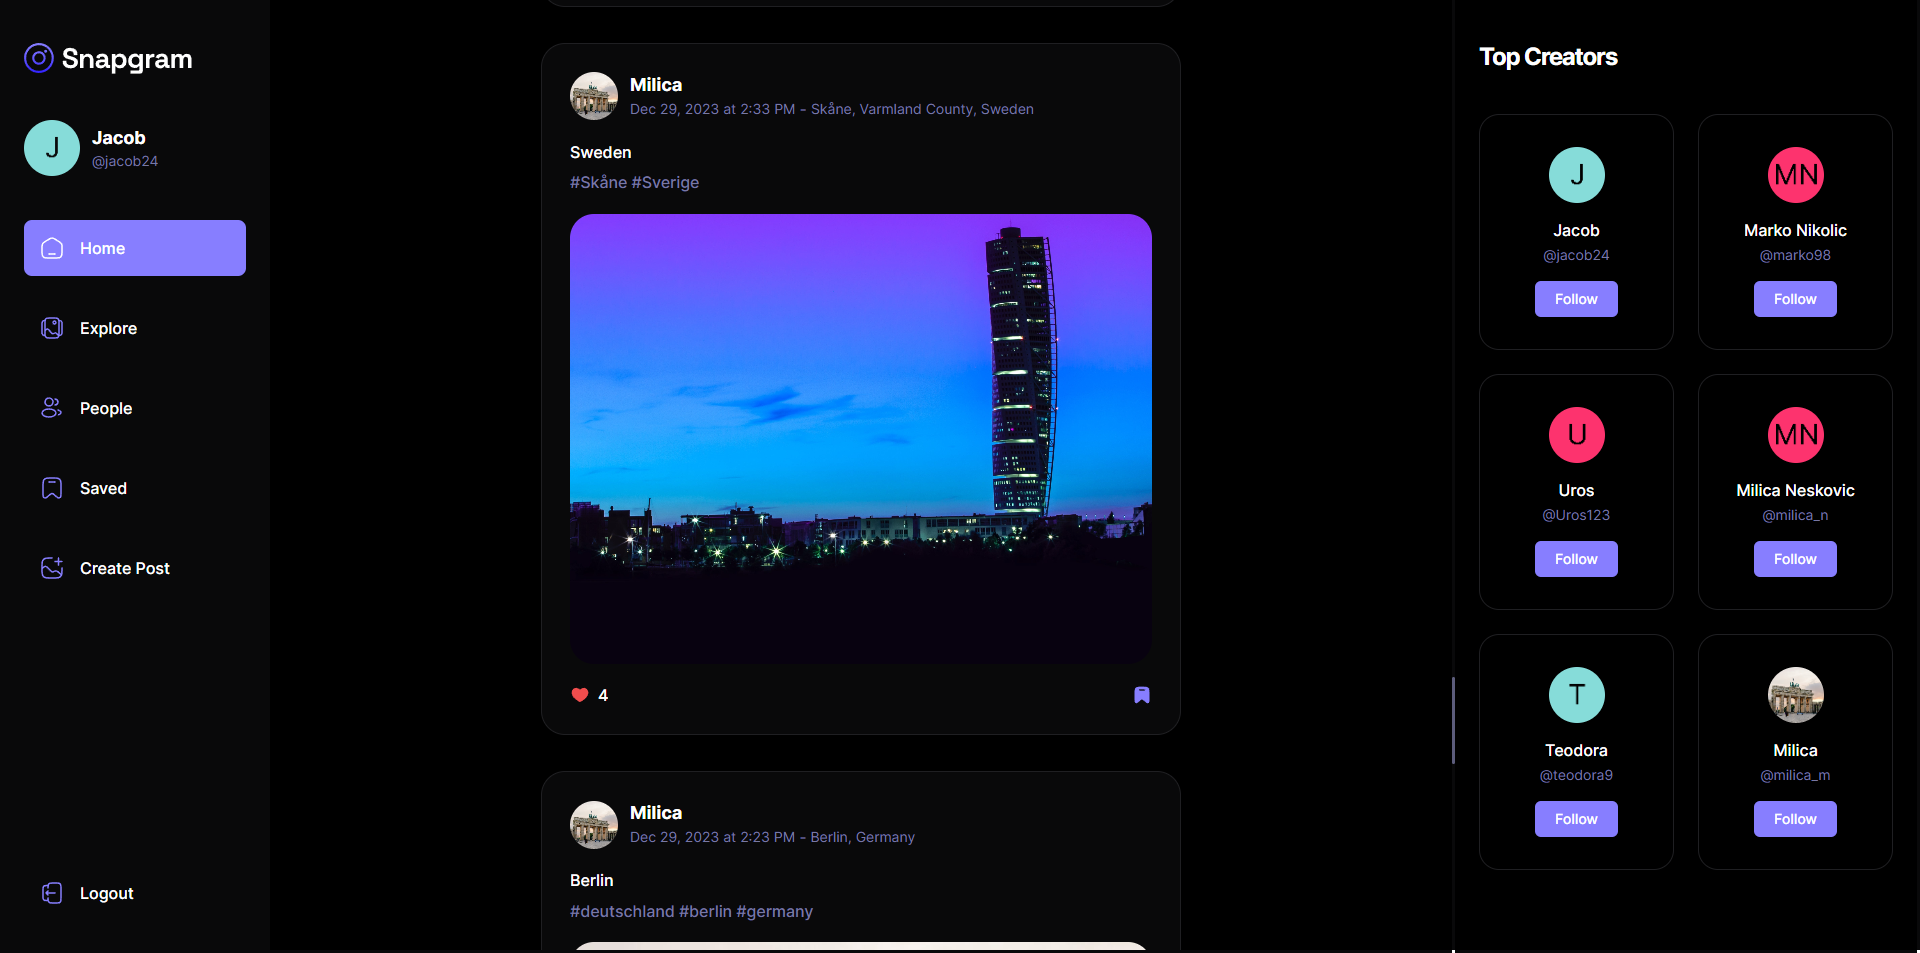 Snapgram
J
Jacob
@jacob24
Home
Explore
People
Saved
Create Post
Logout
Milica
Dec 29, 2023 at 2:33 PM - Skåne, Varmland County, Sweden
Sweden
#Skåne #Sverige
4
Milica
Dec 29, 2023 at 2:23 PM - Berlin, Germany
Berlin
#deutschland #berlin #germany
Top Creators
J
Jacob
@jacob24
Follow
MN
Marko Nikolic
@marko98
Follow
U
Uros
@Uros123
Follow
MN
Milica Neskovic
@milica_n
Follow
T
Teodora
@teodora9
Follow
Milica
@milica_m
Follow